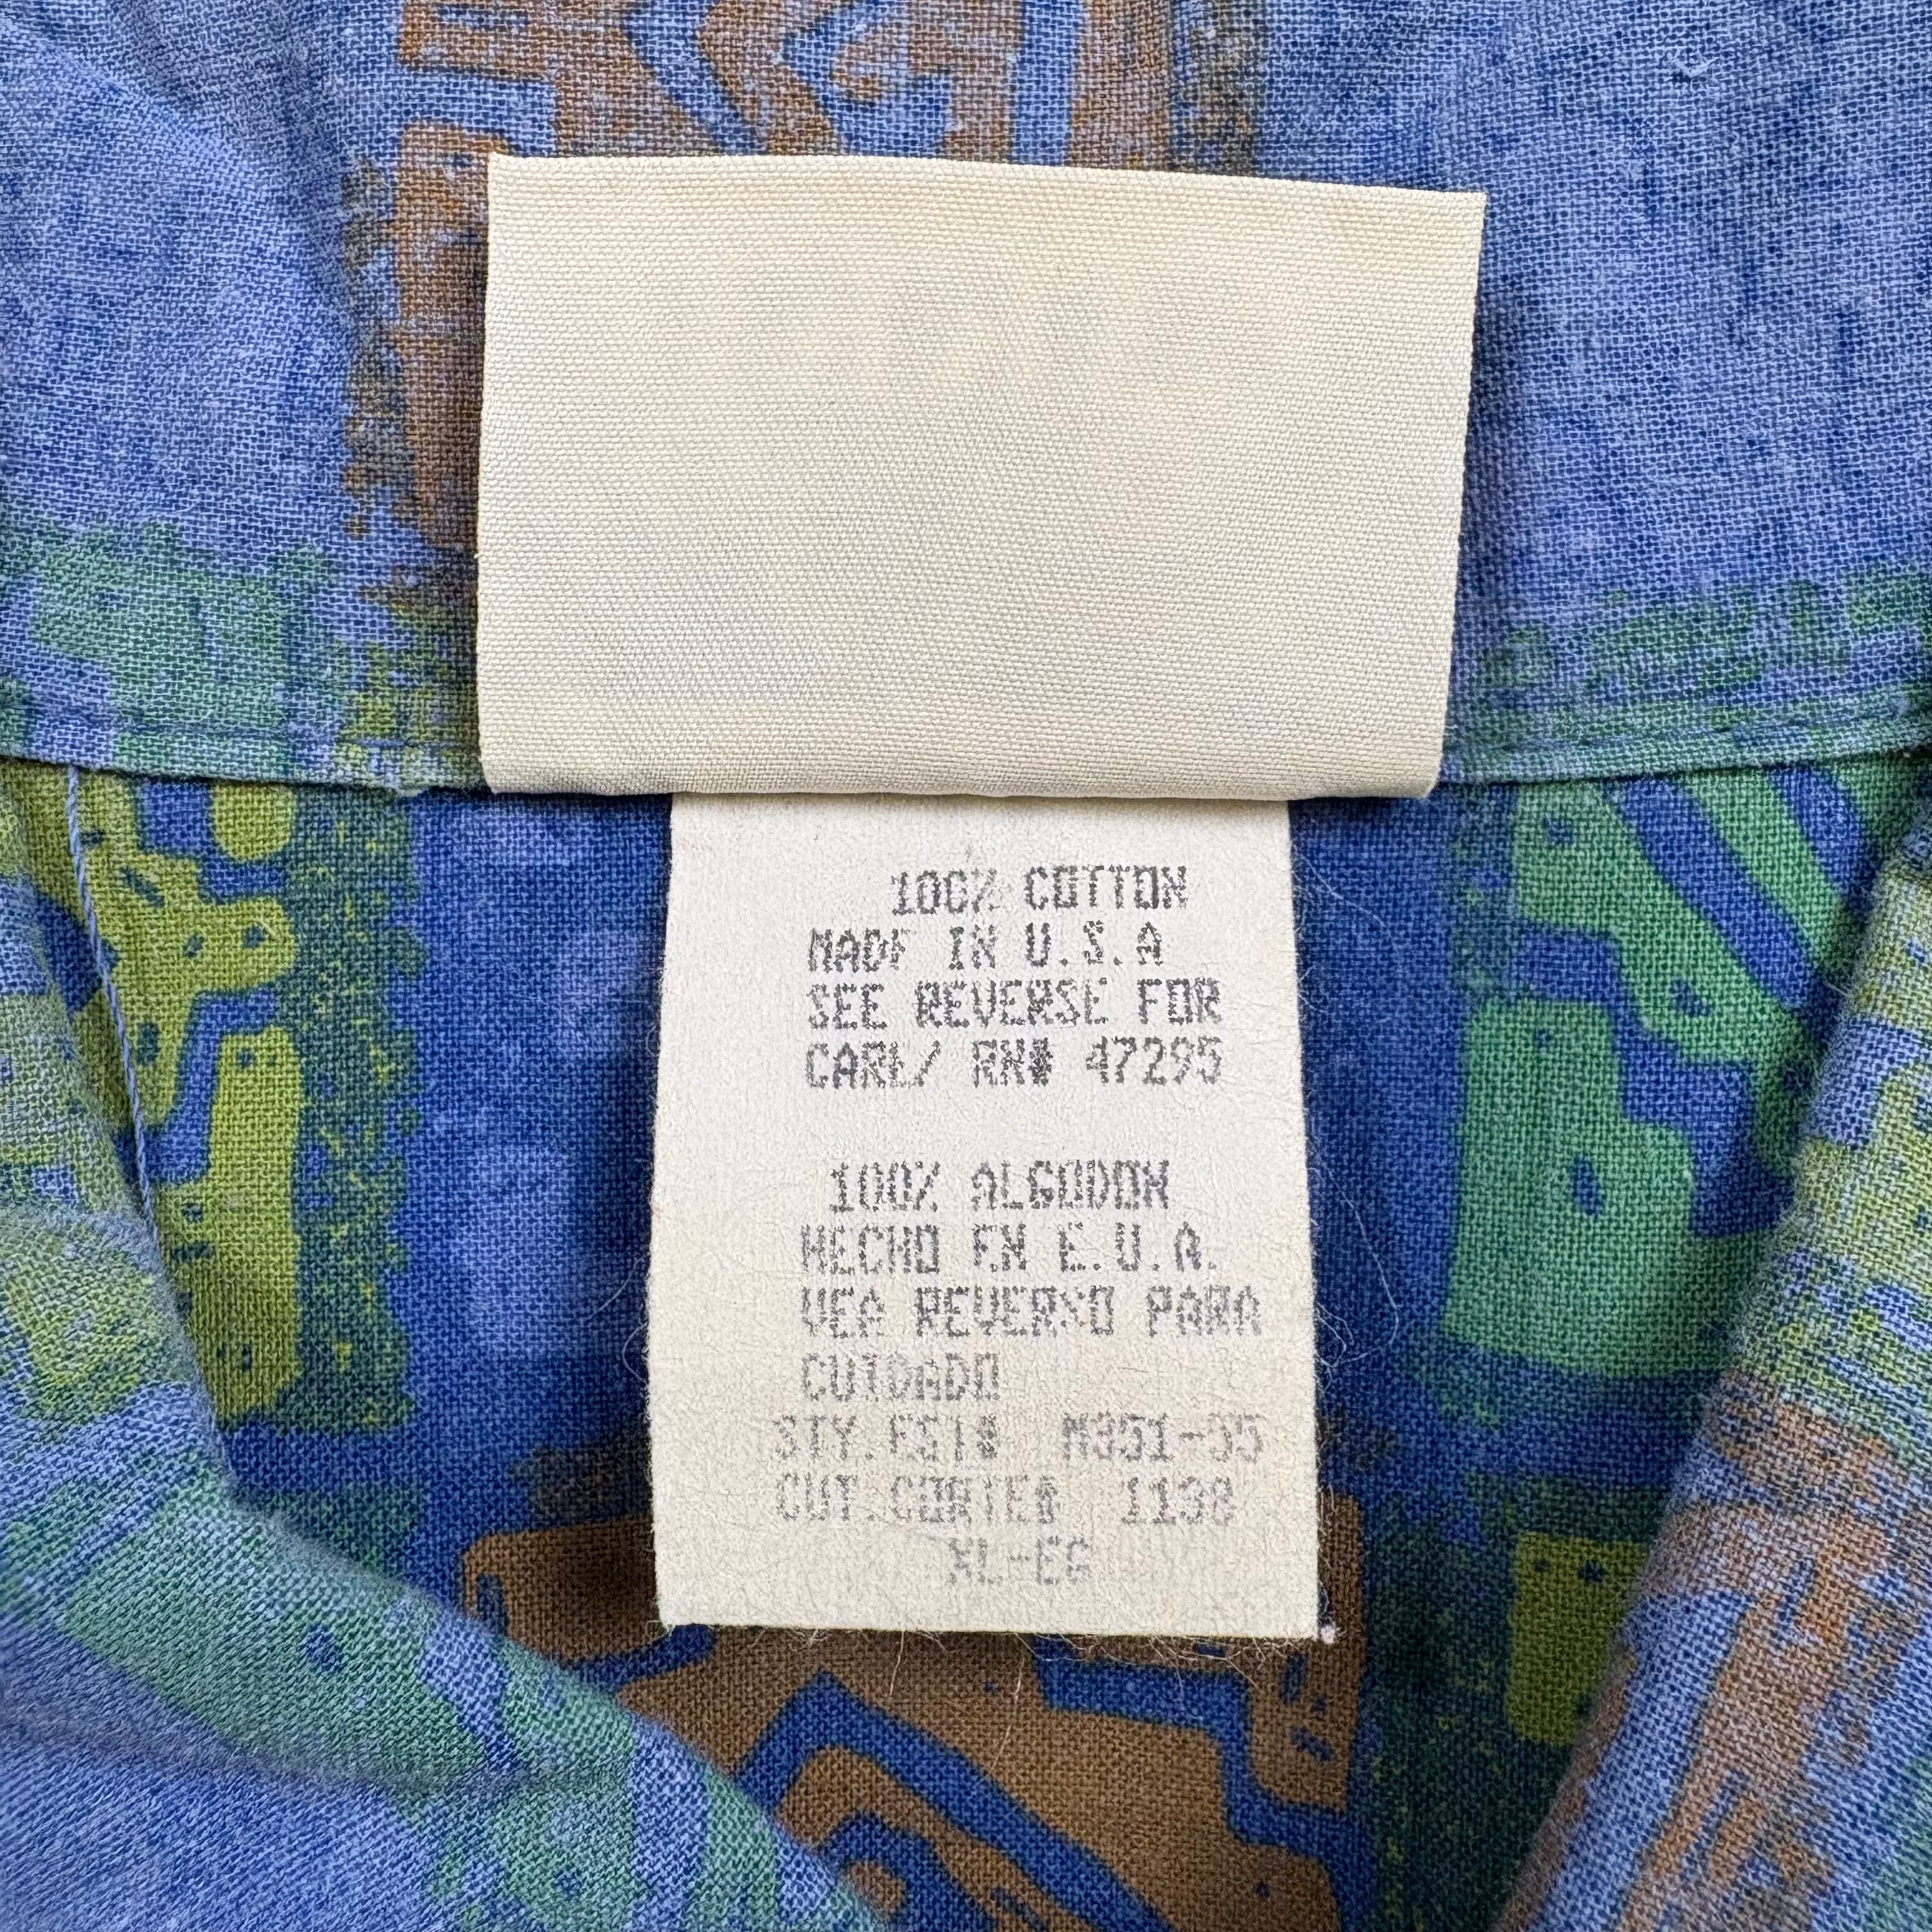 100% COTTON
MADE IN U.S.A
SEE REVERSE FOR
CARE/ RN# 47295
100% ALGODON
HECHO EN E.U.A.
VEA REVERSO PARA
CUIDADO
STY.EST# M351-55
CUT.CORTE# 1138
XL-EG